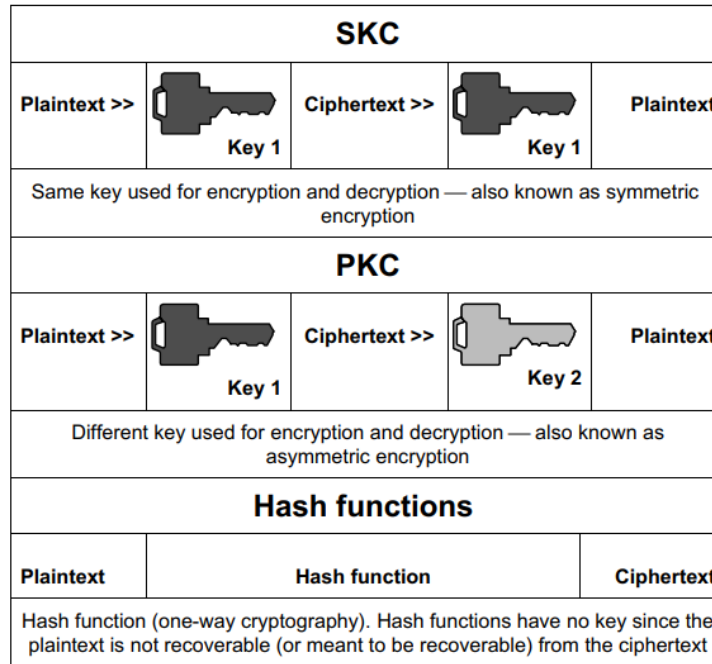 SKC
Plaintext >> Key 1 Ciphertext >> Key 1 Plaintext
Same key used for encryption and decryption — also known as symmetric
encryption
PKC
Plaintext >> Key 1 Ciphertext >> Key 2 Plaintext
Different key used for encryption and decryption — also known as
asymmetric encryption
Hash functions
Plaintext Hash function Ciphertext
Hash function (one-way cryptography). Hash functions have no key since the
plaintext is not recoverable (or meant to be recoverable) from the ciphertext